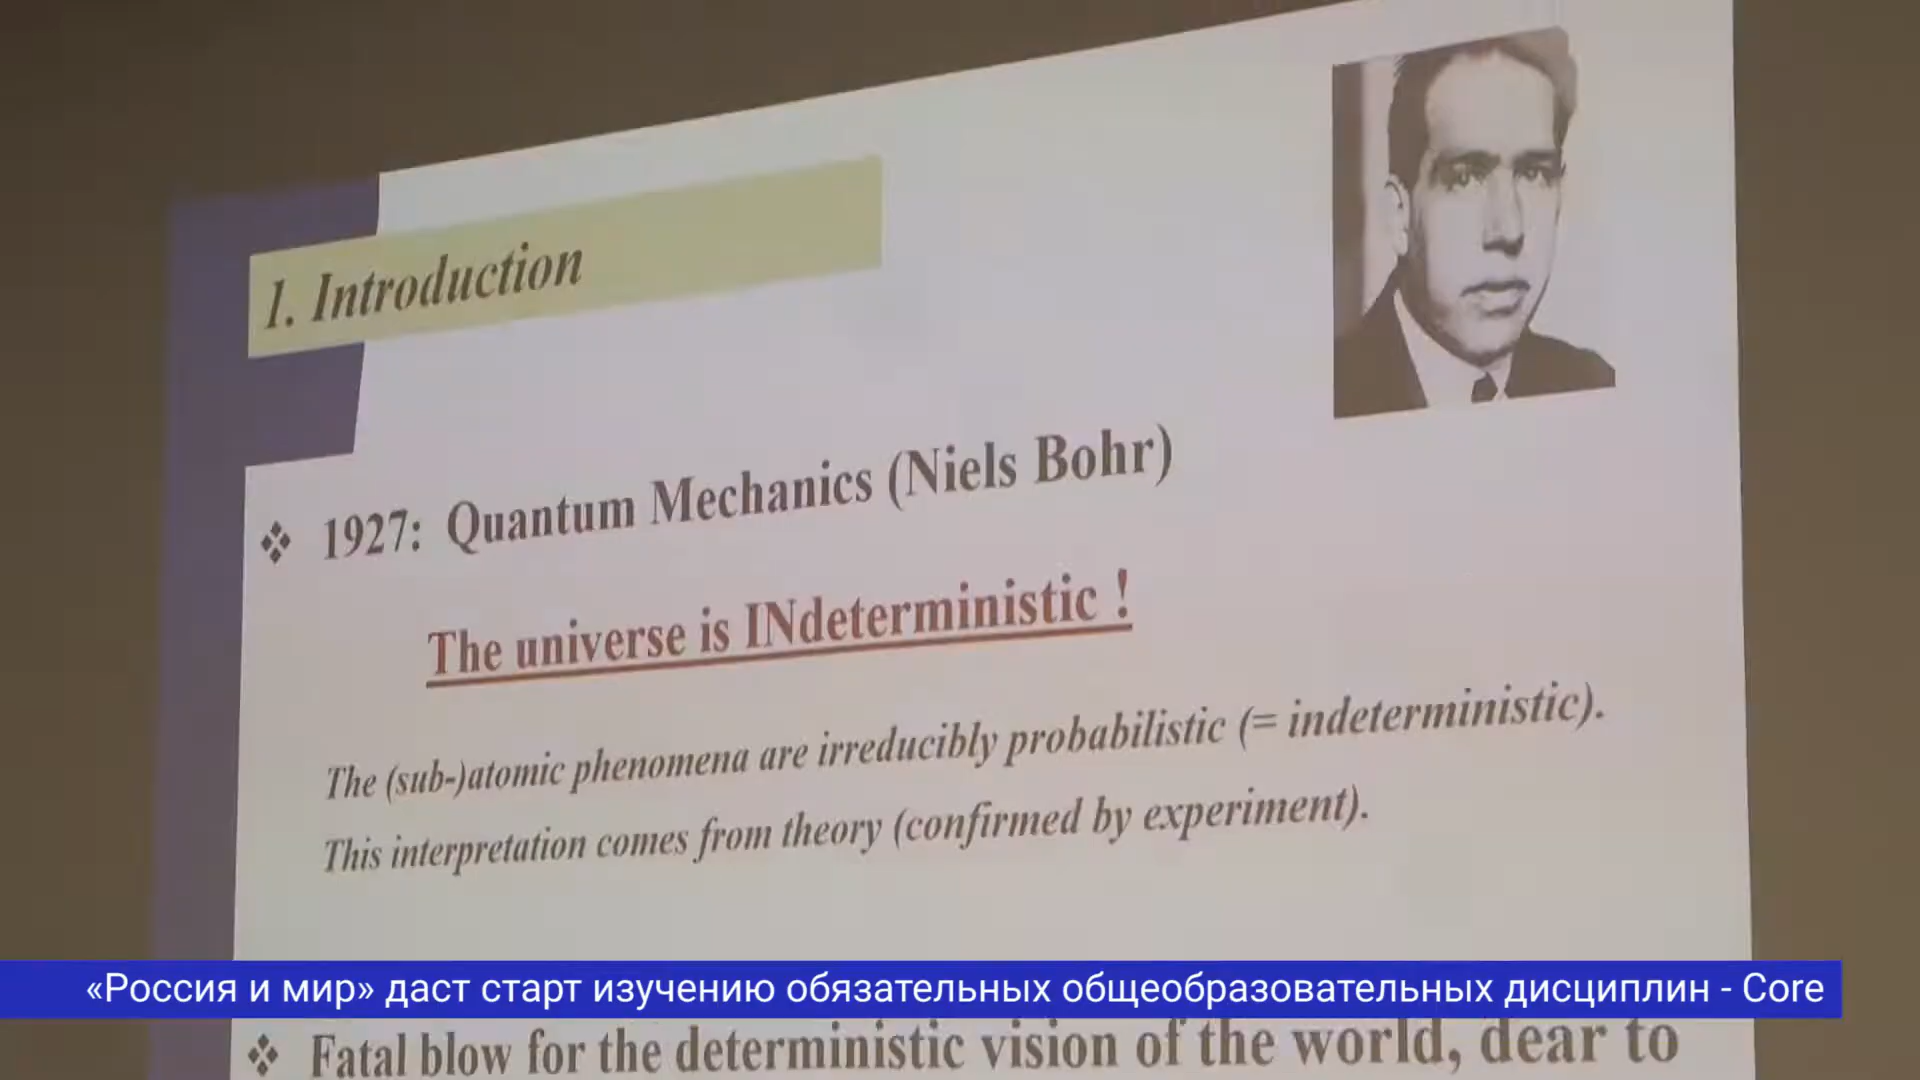 1. Introduction
❖ 1927: Quantum Mechanics (Niels Bohr)
The universe is INdeterministic !
The (sub-)atomic phenomena are irreducibly probabilistic (= indeterministic).
This interpretation comes from theory (confirmed by experiment).
«Россия и мир» даст старт изучению обязательных общеобразовательных дисциплин - Core
❖ Fatal blow for the deterministic vision of the world, dear to